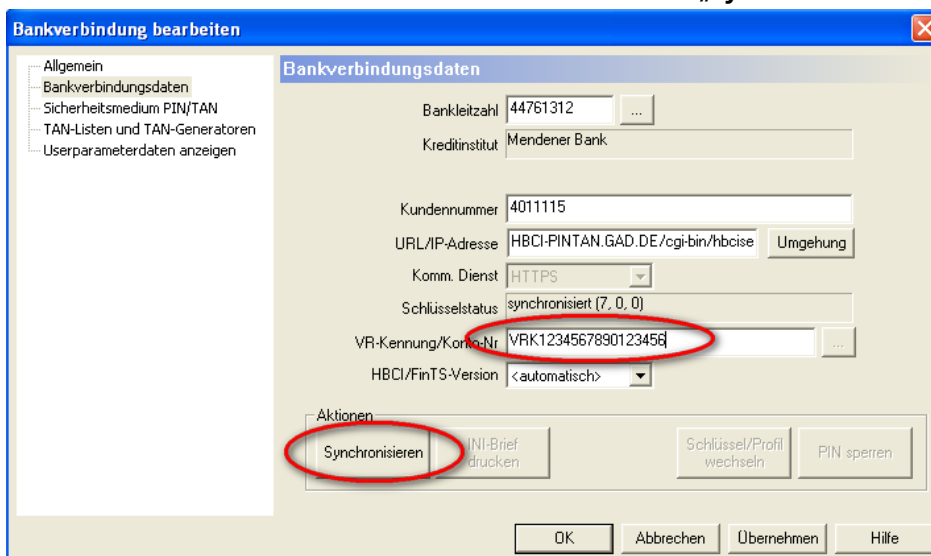 Bankverbindung bearbeiten
Allgemein
Bankverbindungsdaten
Sicherheitsmedium PIN/TAN
TAN-Listen und TAN-Generatoren
Userparameterdaten anzeigen
Bankverbindungsdaten
Bankleitzahl 44761312 ...
Kreditinstitut Mendener Bank
Kundennummer 4011115
URL/IP-Adresse HBCI-PINTAN.GAD.DE/cgi-bin/hbcise Umgehung
Komm. Dienst HTTPS
Schlüsselstatus synchronisiert (7, 0, 0)
VR-Kennung/Konto-Nr VRK1234567890123456 ...
HBCI/FinTS-Version <automatisch>
Aktionen
Synchronisieren
INI-Brief
drucken
Schlüssel/Profil
wechseln
PIN sperren
OK Abbrechen Übernehmen Hilfe